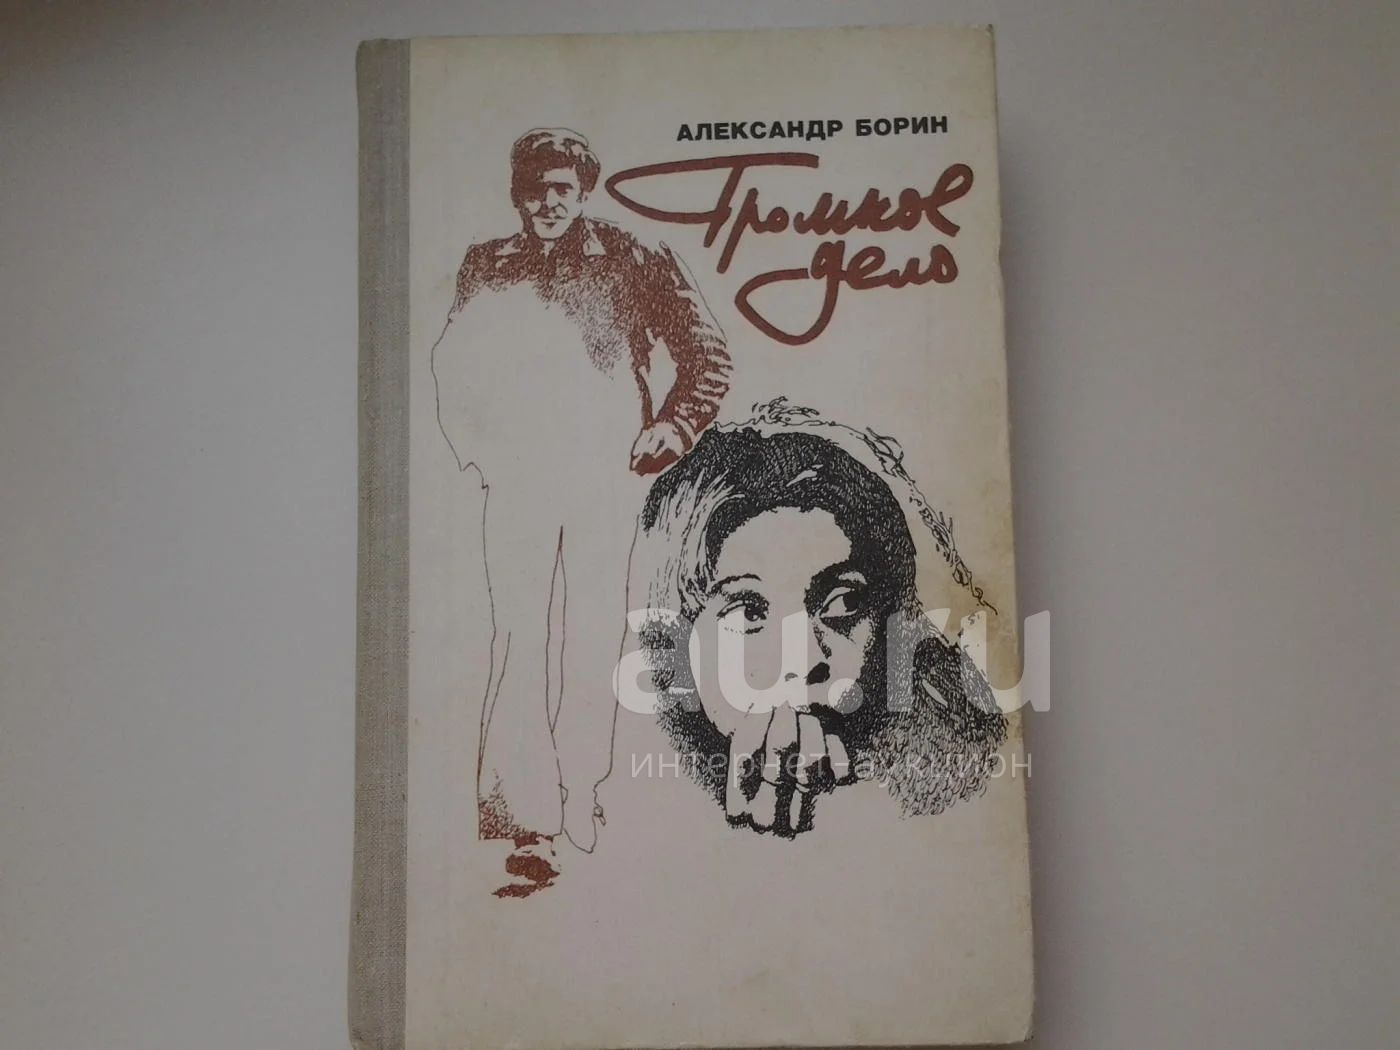 АЛЕКСАНДР БОРИН
Громкое
дело
au.ru
интернет-аукцион